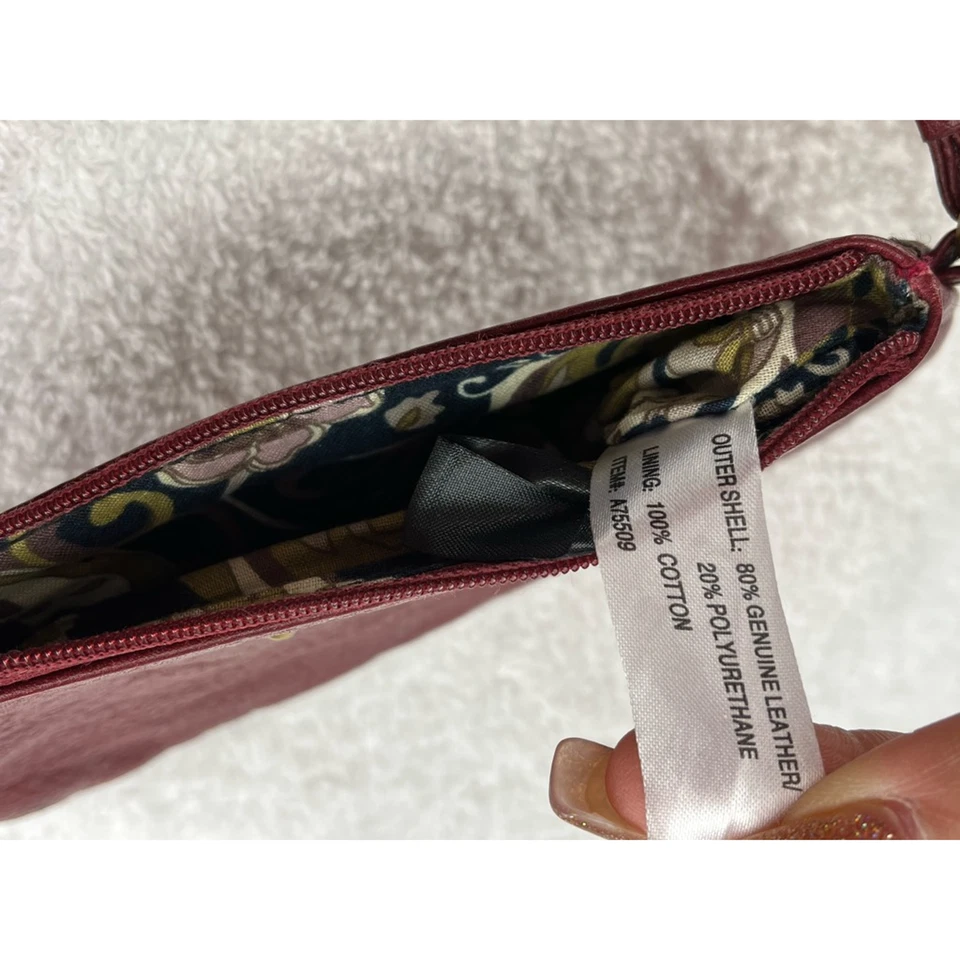 OUTER SHELL: 80% GENUINE LEATHER/
20% POLYURETHANE
LINING: 100% COTTON
ITEM#: A75509